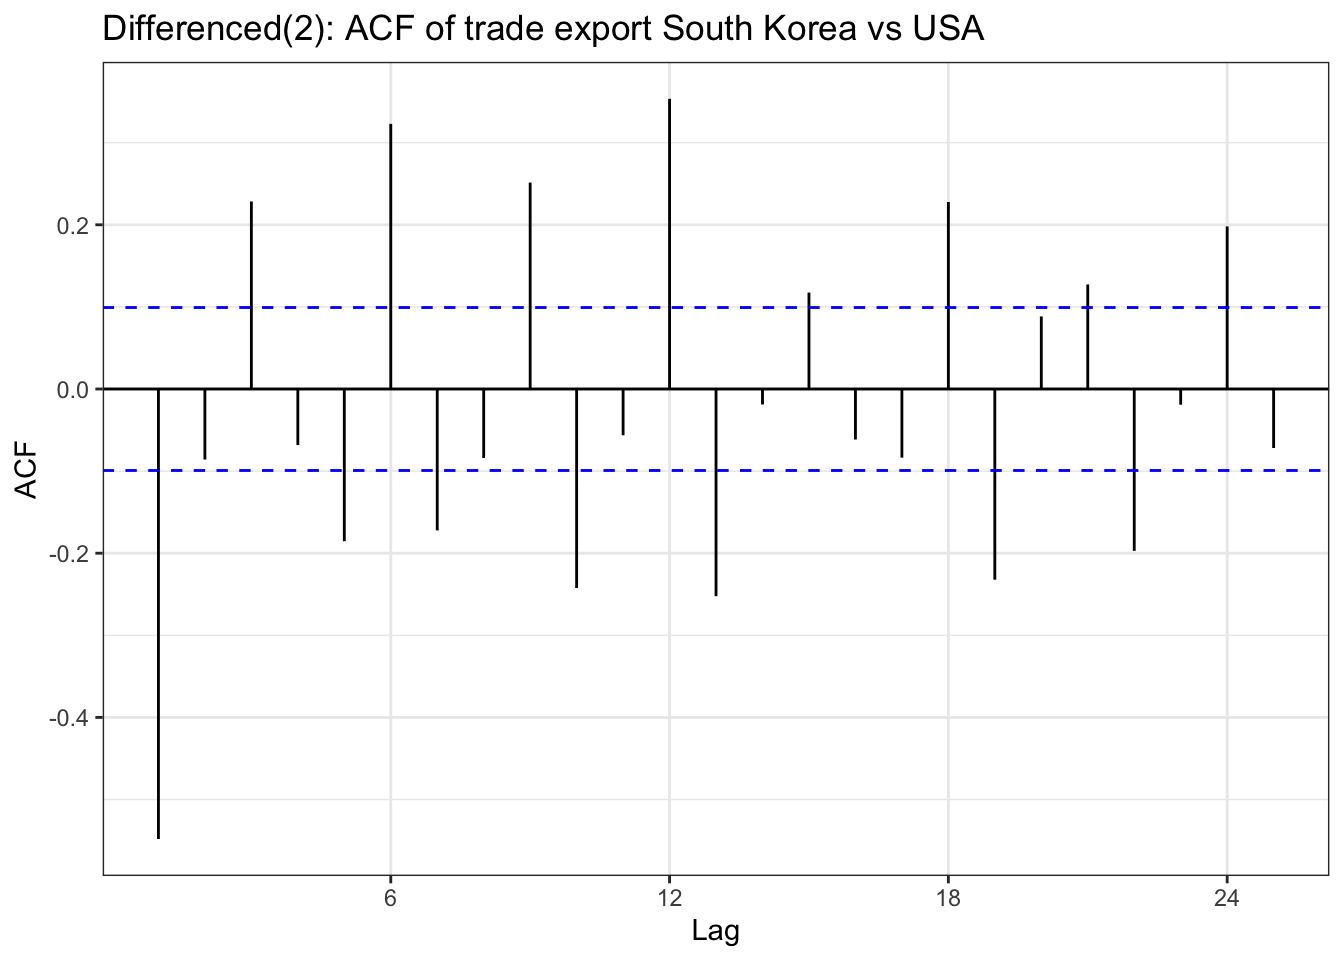 Differenced(2): ACF of trade export South Korea vs USA
ACF
0.2
0.0
-0.2
-0.4
6 12 18 24
Lag